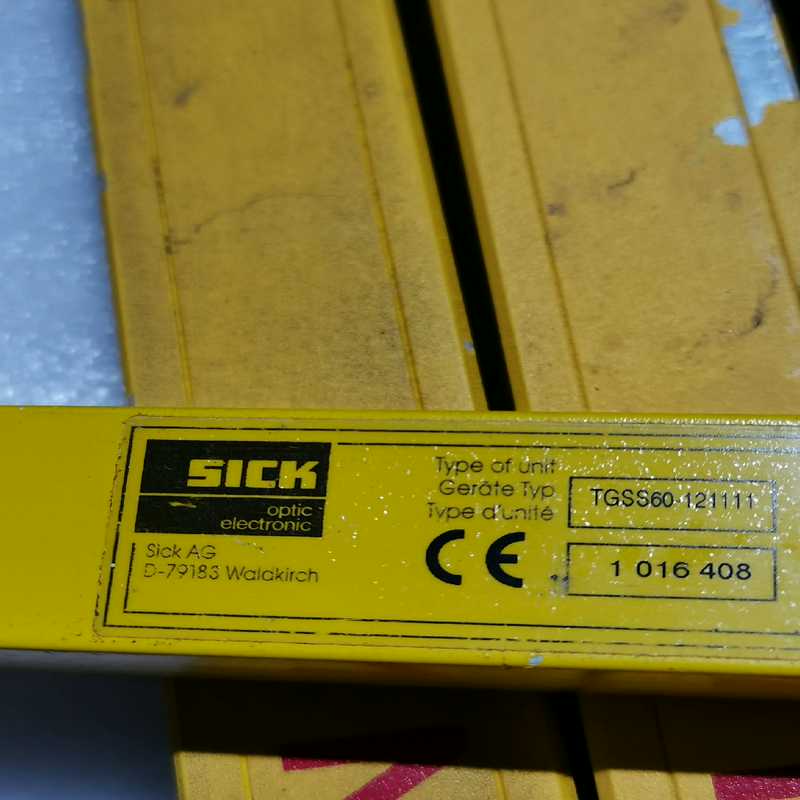 SICK
optic
electronic
Sick AG
D-79183 Waldkirch
Type of unit
Geräte Typ
Type d'unité
TGSS60-121111
CE
1 016 408